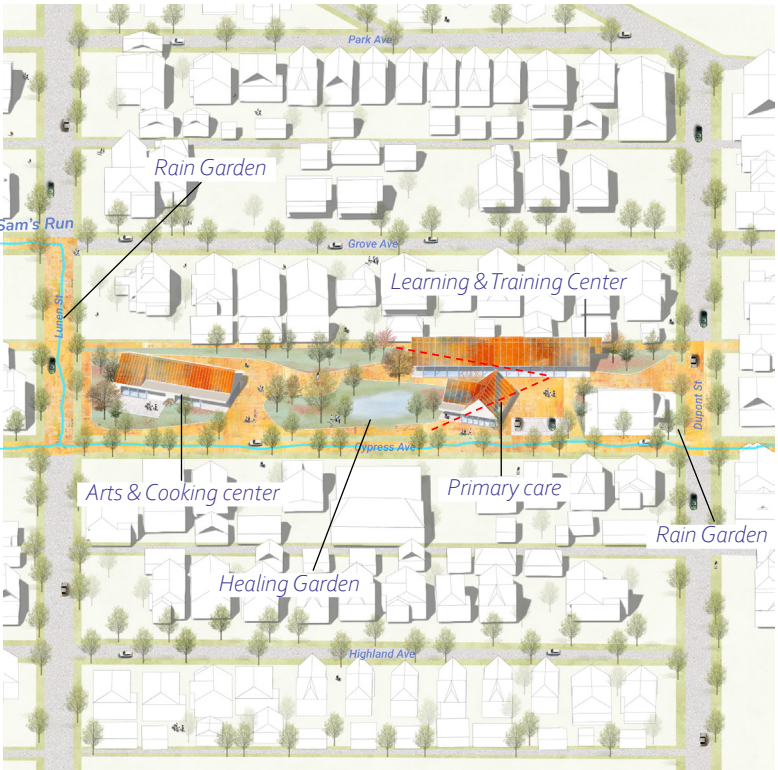 Park Ave
Rain Garden
Sam's Run
Grove Ave
Learning & Training Center
Lunen St
Dupont St
Cypress Ave
Arts & Cooking center
Primary care
Rain Garden
Healing Garden
Highland Ave